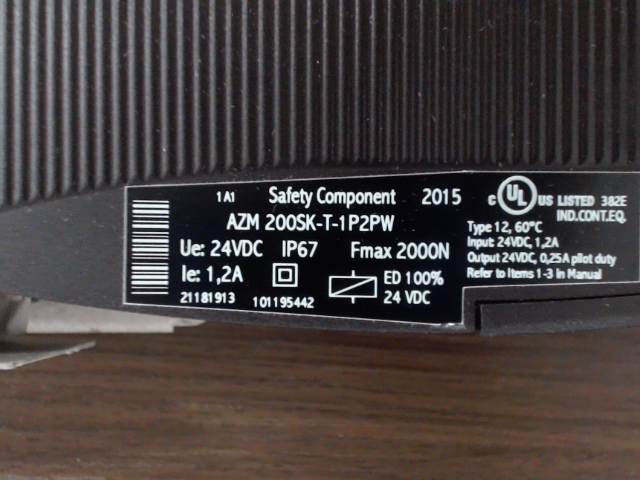 1A1 Safety Component 2015
AZM 200SK-T-1P2PW
Ue: 24VDC IP67 Fmax 2000N
Ie: 1,2A ED 100%
24 VDC
21181913 101195442
C UL US LISTED 382E
IND.CONT.EQ.
Type 12, 60°C
Input: 24VDC, 1,2A
Output 24VDC, 0,25A pilot duty
Refer to Items 1-3 in Manual